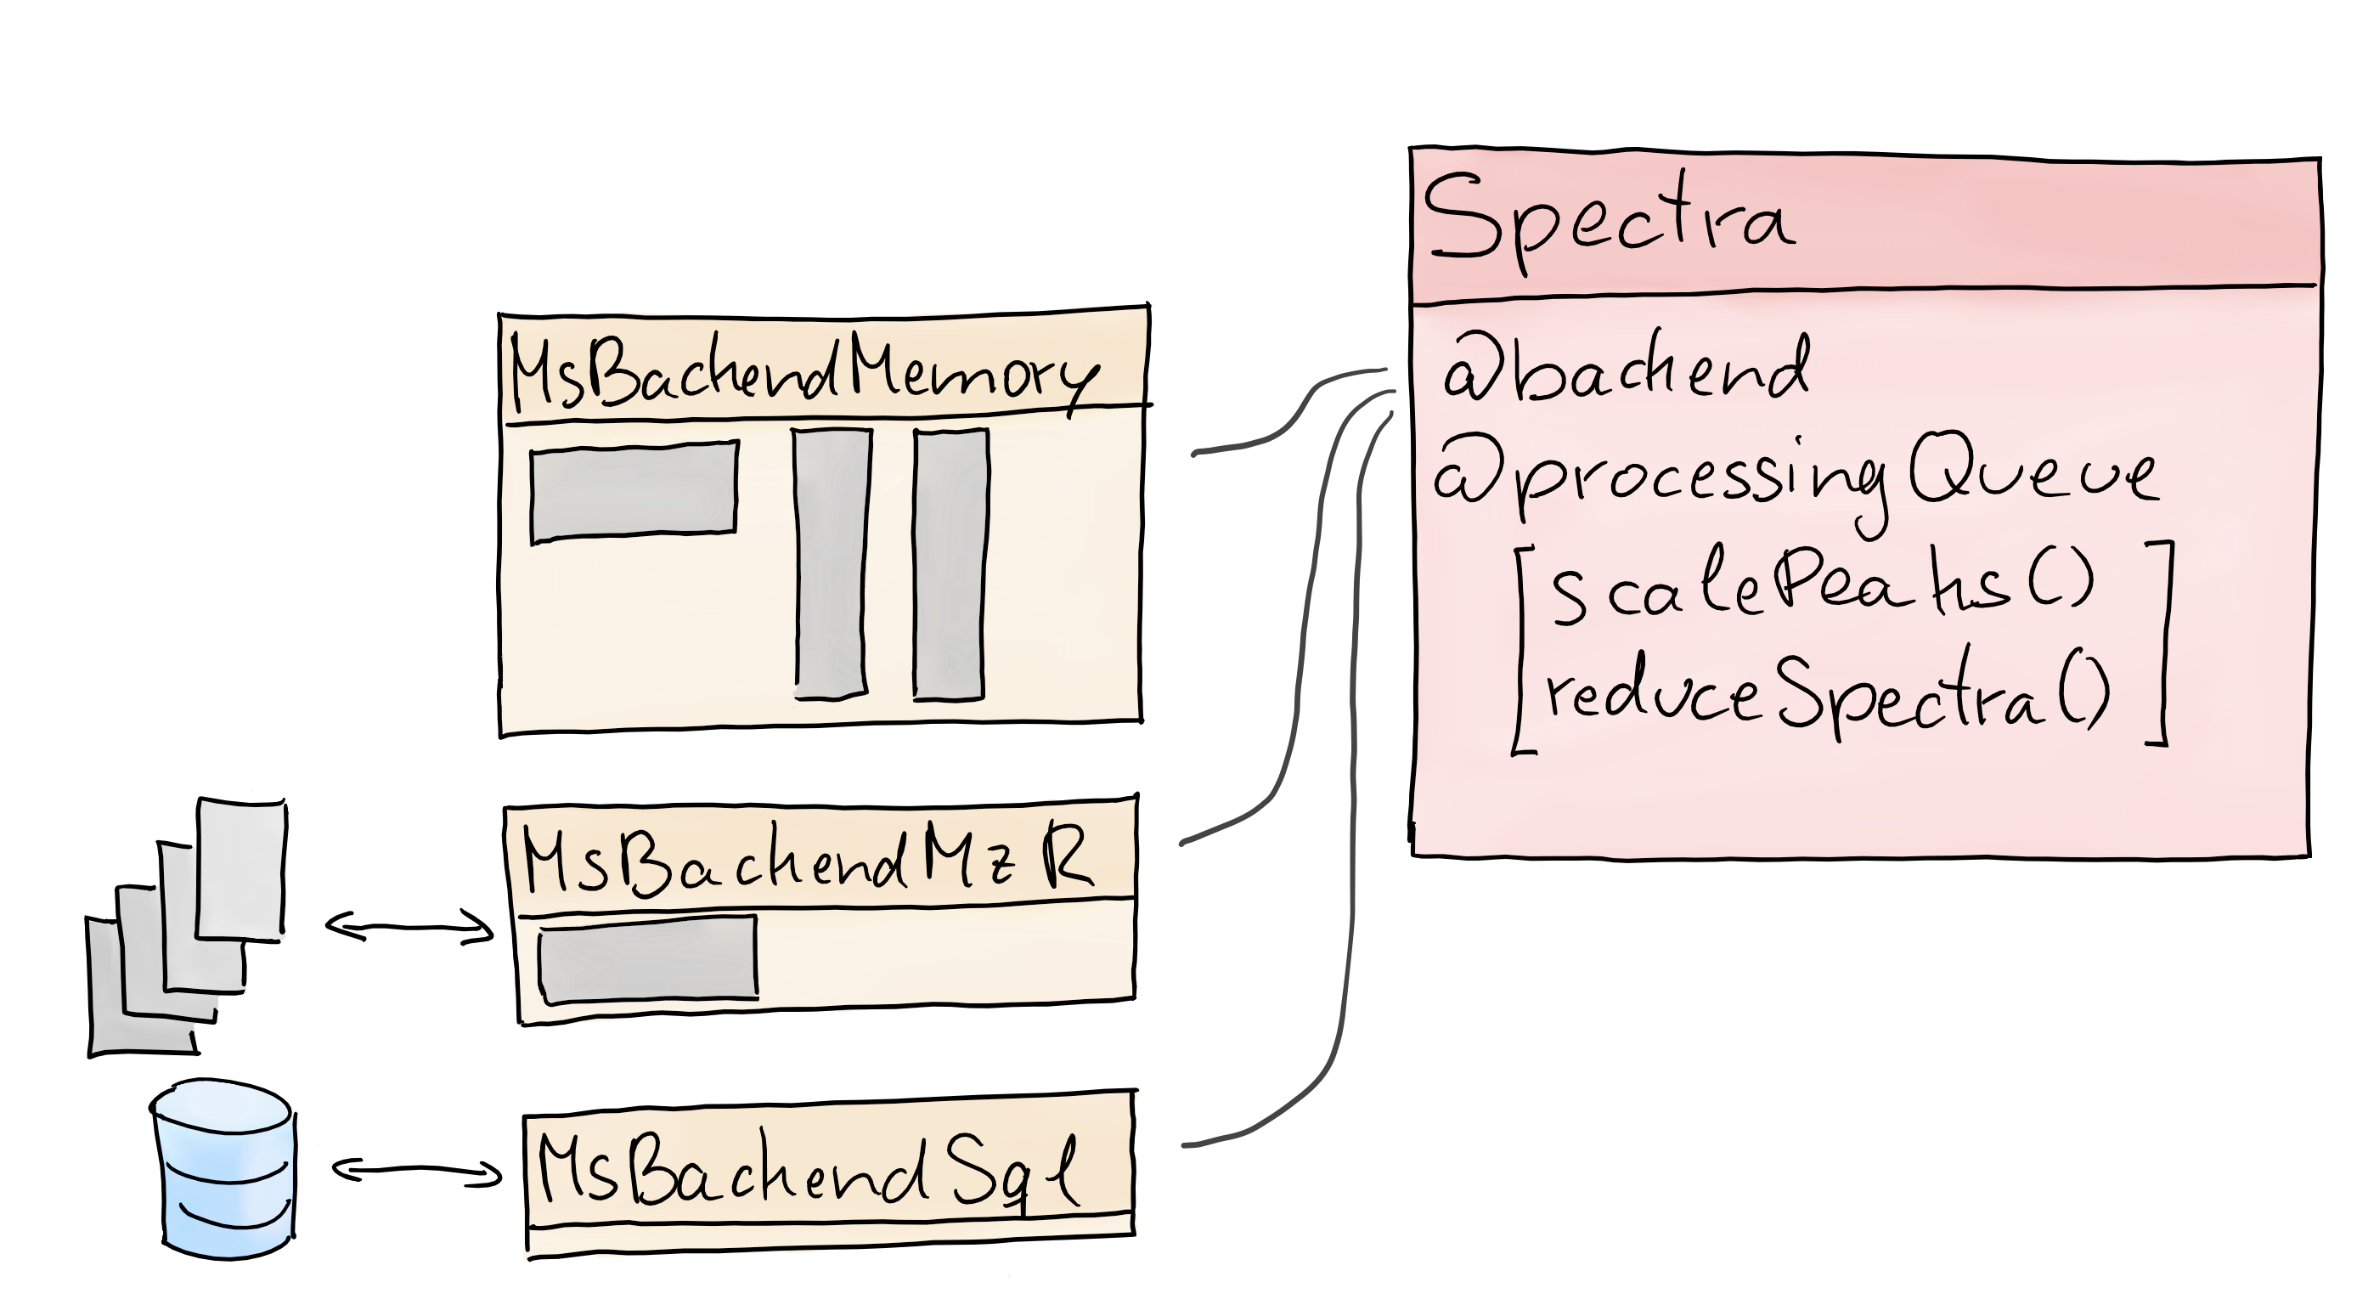 Spectra
@backend
@processingQueue
[scalePeaks()
reduceSpectra()]
MsBackendMemory
MsBackendMzR
MsBackendSql